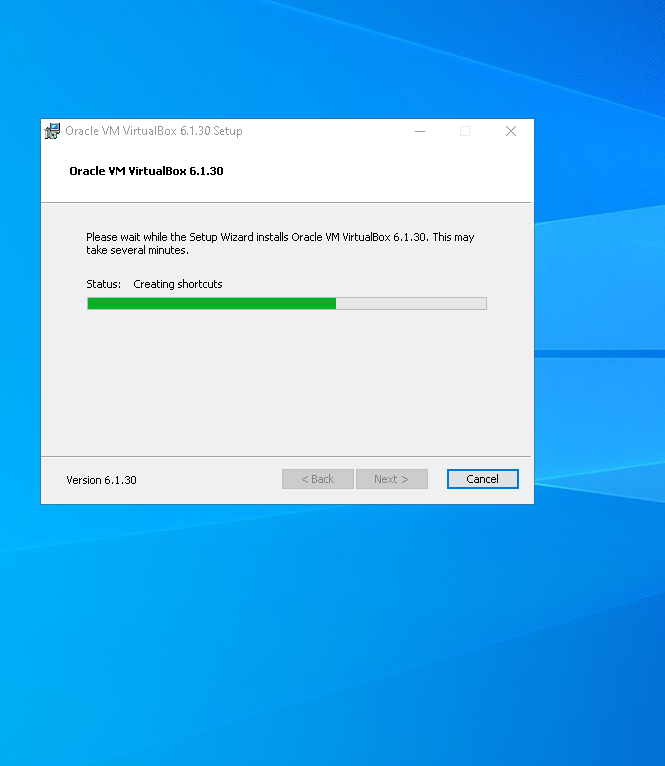 Oracle VM VirtualBox 6.1.30 Setup
Oracle VM VirtualBox 6.1.30
Please wait while the Setup Wizard installs Oracle VM VirtualBox 6.1.30. This may
take several minutes.
Status: Creating shortcuts
Version 6.1.30 < Back Next > Cancel